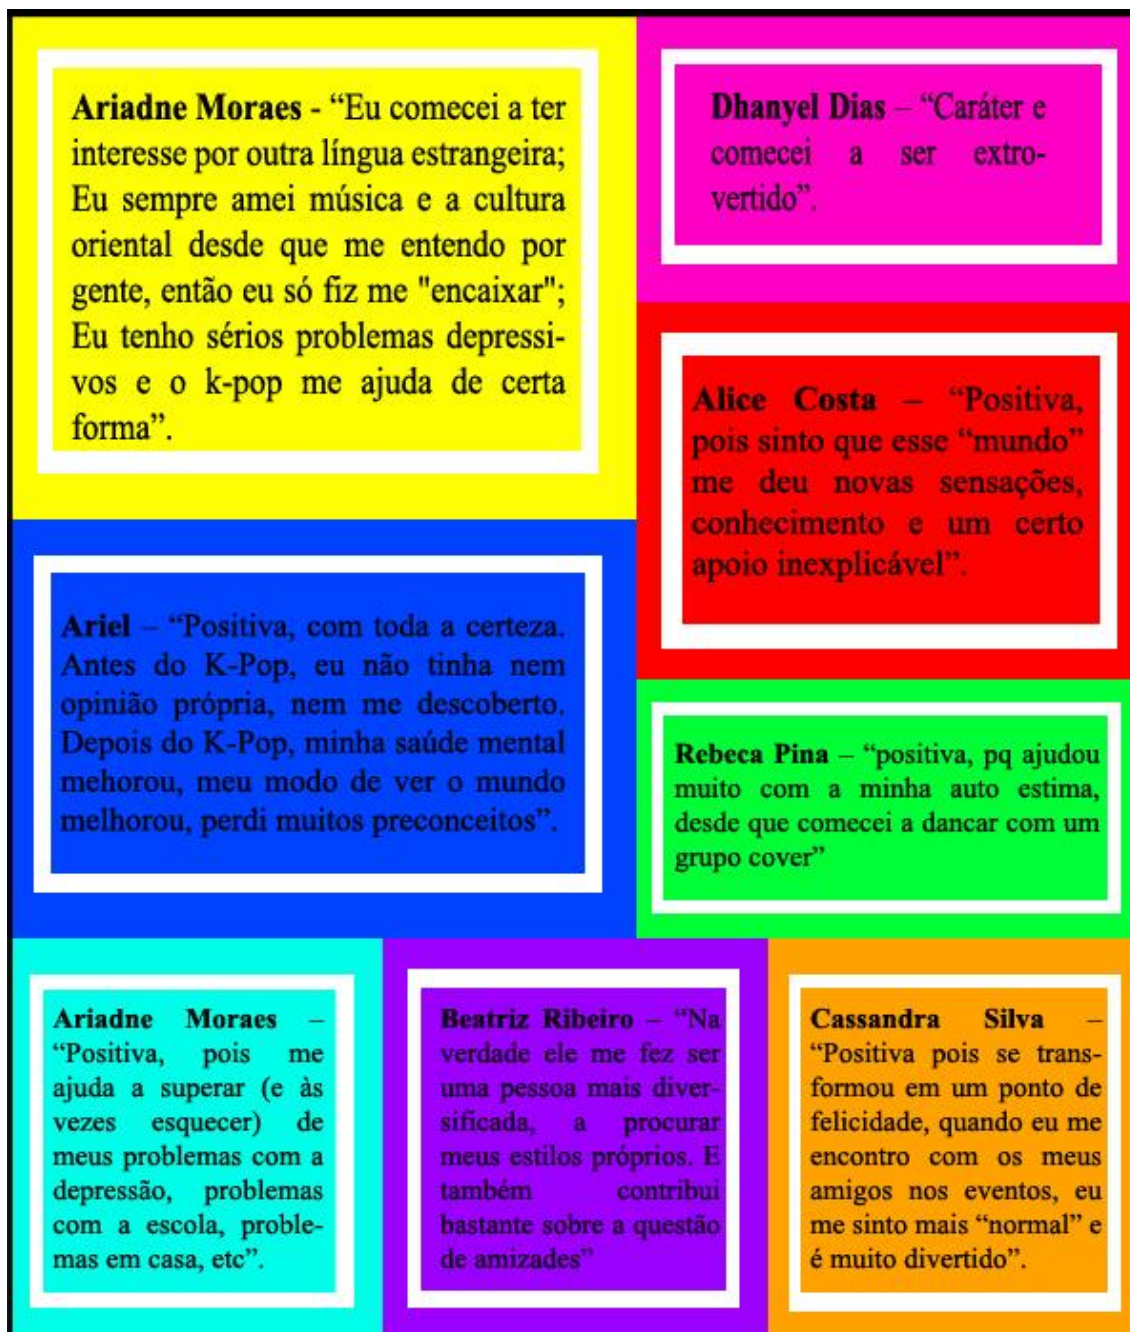 Ariadne Moraes - “Eu comecei a ter
interesse por outra língua estrangeira;
Eu sempre amei música e a cultura
oriental desde que me entendo por
gente, então eu só fiz me "encaixar";
Eu tenho sérios problemas depressi-
vos e o k-pop me ajuda de certa
forma”.
Dhanyel Dias – “Caráter e
comecei a ser extro-
vertido”.
Alice Costa – “Positiva,
pois sinto que esse “mundo”
me deu novas sensações,
conhecimento e um certo
apoio inexplicável”.
Ariel – “Positiva, com toda a certeza.
Antes do K-Pop, eu não tinha nem
opinião própria, nem me descoberto.
Depois do K-Pop, minha saúde mental
mehorou, meu modo de ver o mundo
melhorou, perdi muitos preconceitos”.
Rebeca Pina – “positiva, pq ajudou
muito com a minha auto estima,
desde que comecei a dancar com um
grupo cover”
Ariadne Moraes –
“Positiva, pois me
ajuda a superar (e às
vezes esquecer) de
meus problemas com a
depressão, problemas
com a escola, proble-
mas em casa, etc”.
Beatriz Ribeiro – “Na
verdade ele me fez ser
uma pessoa mais diver-
sificada, a procurar
meus estilos próprios. E
também contribui
bastante sobre a questão
de amizades”
Cassandra Silva –
“Positiva pois se trans-
formou em um ponto de
felicidade, quando eu me
encontro com os meus
amigos nos eventos, eu
me sinto mais “normal” e
é muito divertido”.